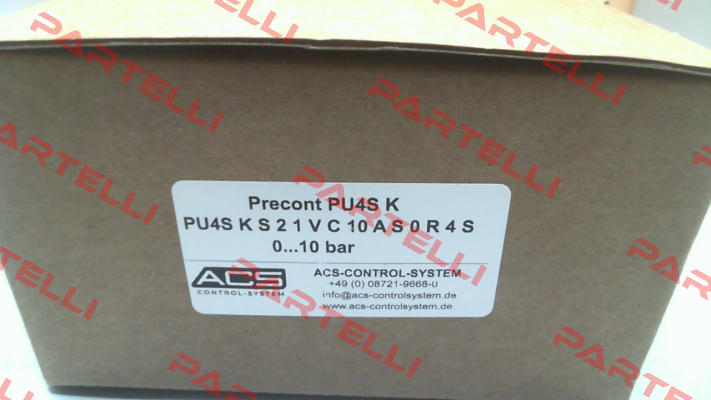 Precont PU4S K
PU4S K S 2 1 V C 10 A S 0 R 4 S
0...10 bar
ACS
CONTROL-SYSTEM
ACS-CONTROL-SYSTEM
+49 (0) 08721-9668-0
info@acs-controlsystem.de
www.acs-controlsystem.de
PARTELLI
PARTELLI
PARTELLI
PARTELLI
PARTELLI
PARTELLI
PARTELLI